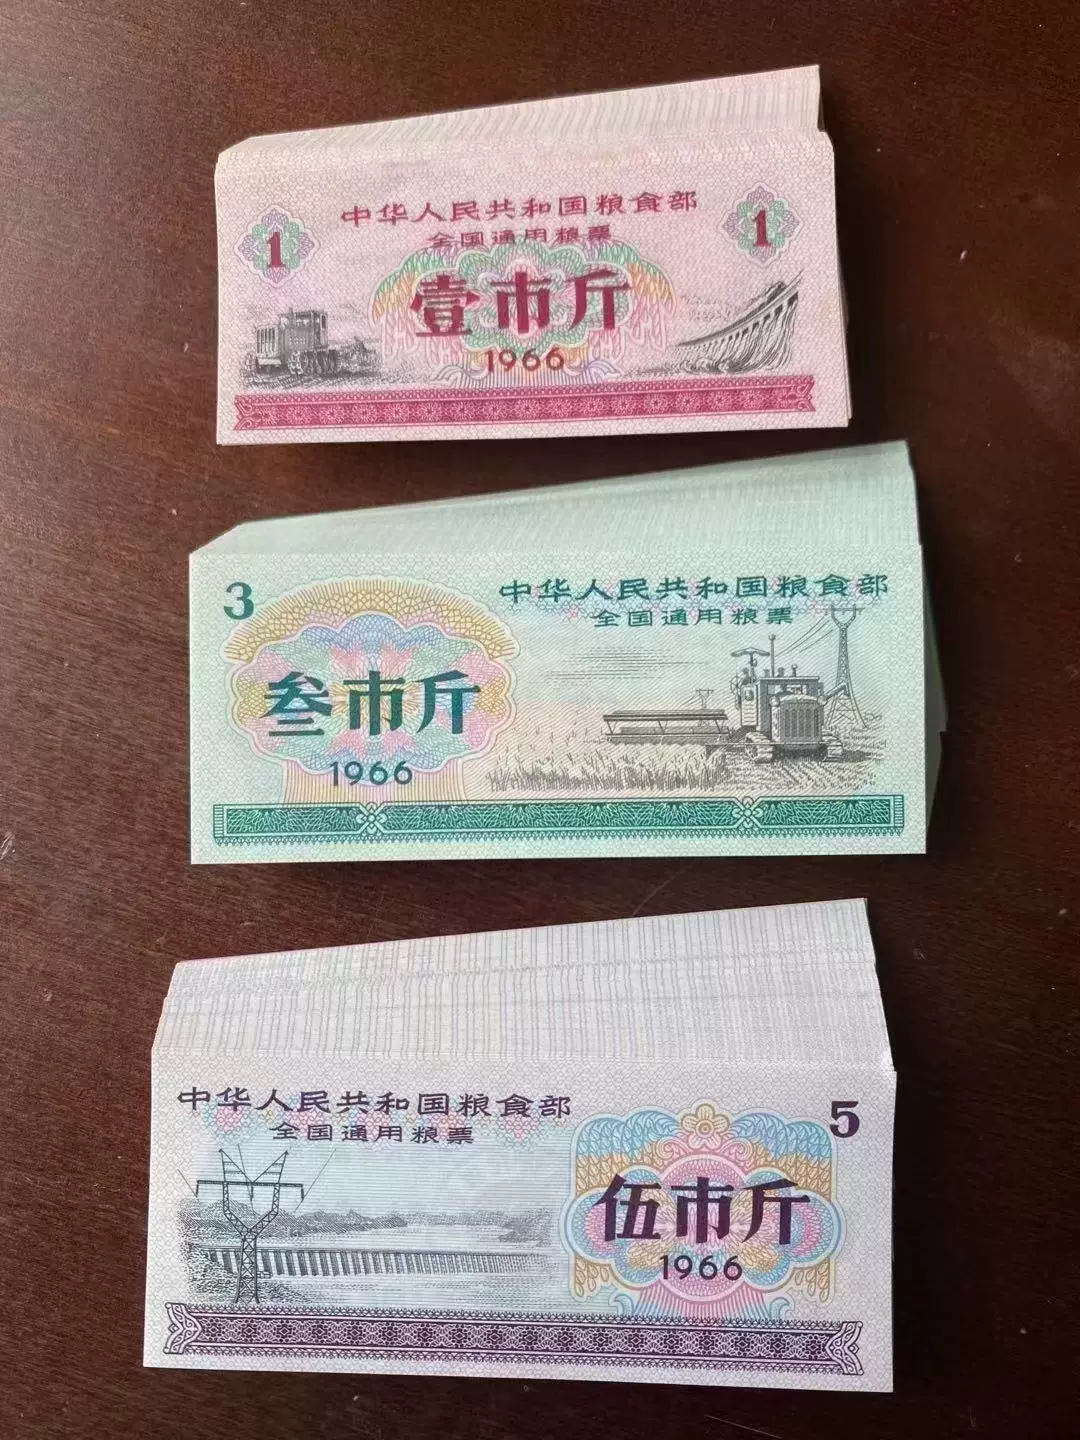 中华人民共和国粮食部
全国通用粮票
1
1
壹市斤
1966
3
中华人民共和国粮食部
全国通用粮票
叁市斤
1966
中华人民共和国粮食部
5
全国通用粮票
伍市斤
1966